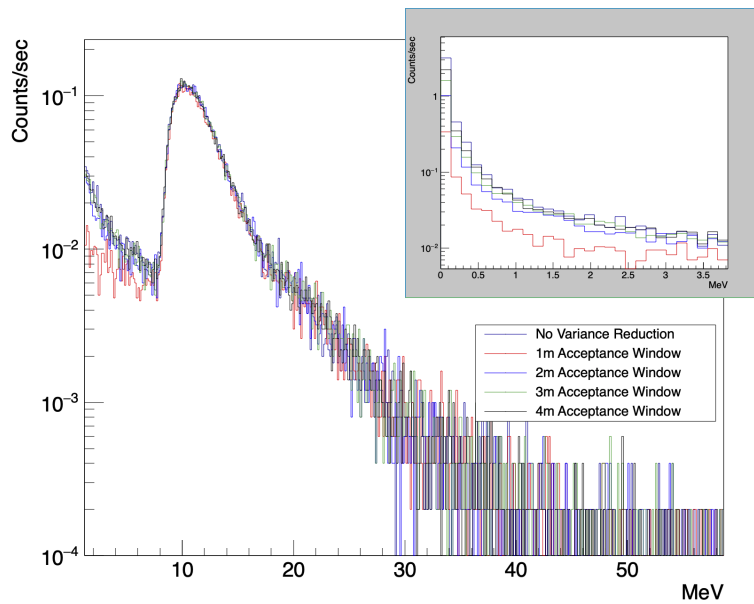 Counts/sec
10⁻¹
10⁻²
10⁻³
10⁻⁴
10
20
30
40
50
MeV
Counts/sec
1
10⁻¹
10⁻²
0
0.5
1
1.5
2
2.5
3
3.5
MeV
No Variance Reduction
1m Acceptance Window
2m Acceptance Window
3m Acceptance Window
4m Acceptance Window